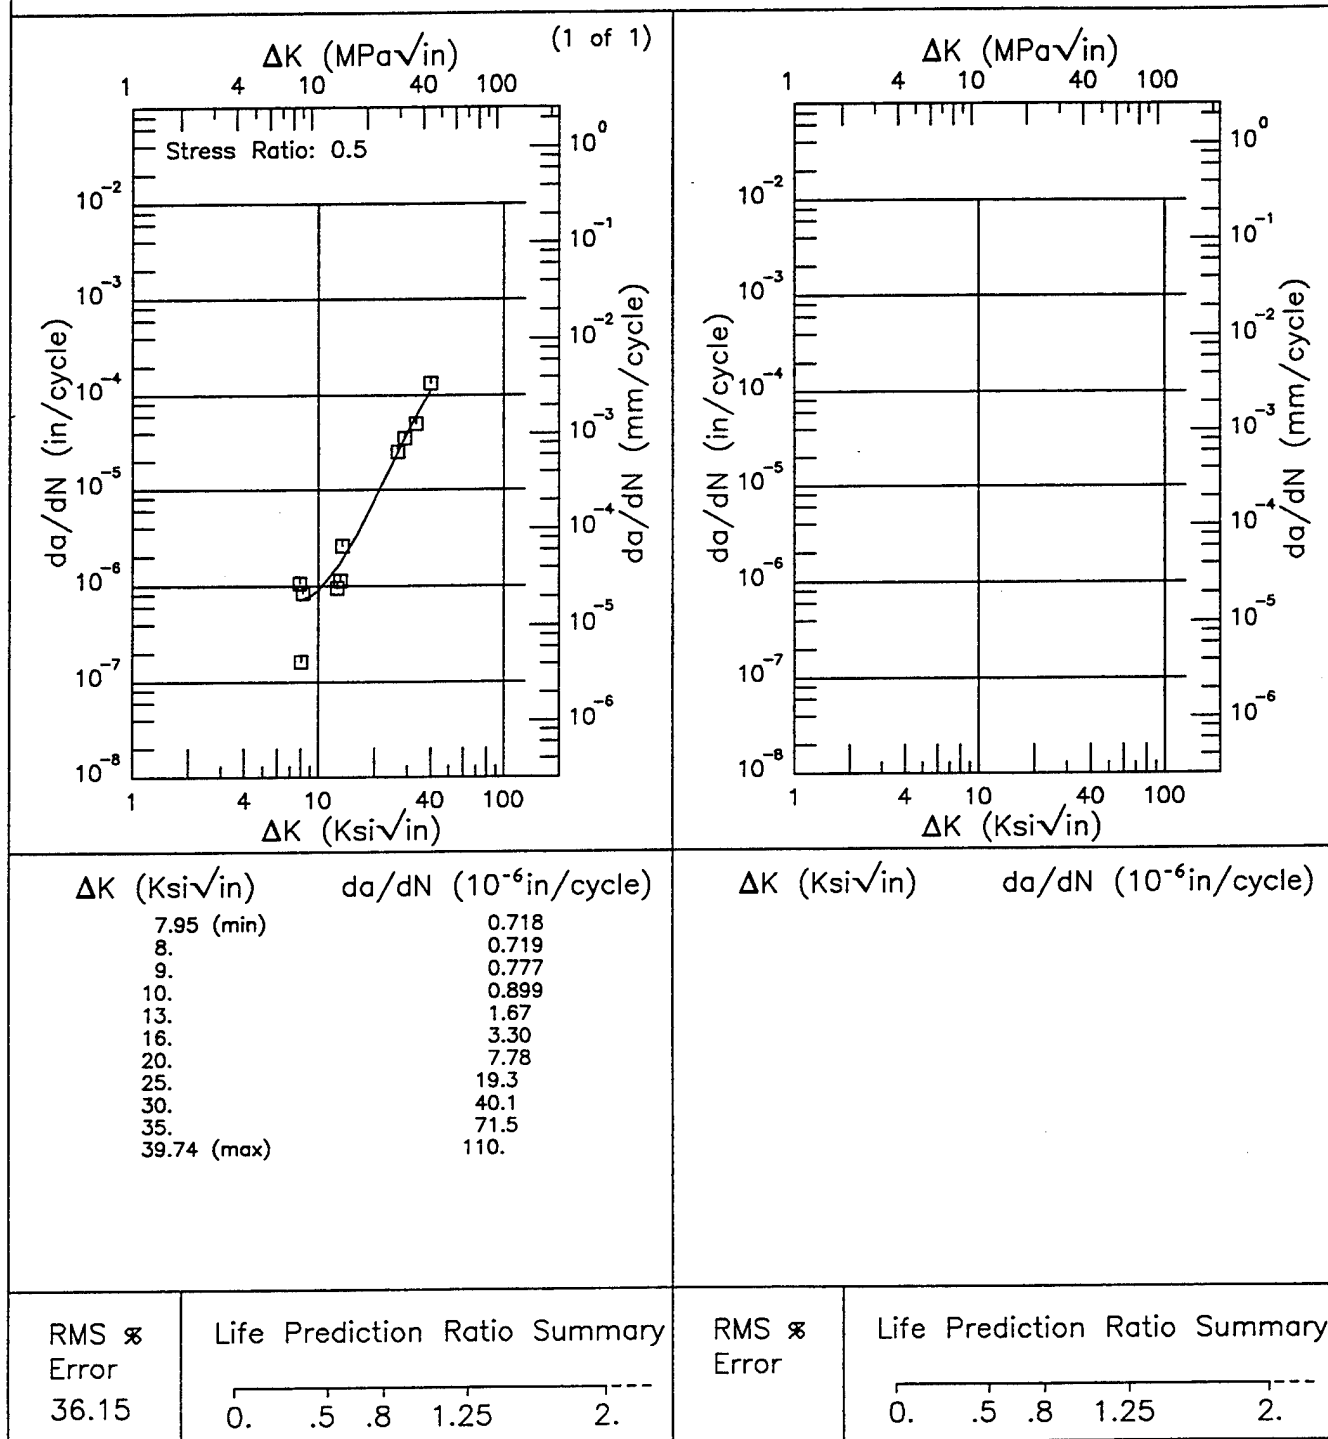 (1 of 1)
ΔK (MPa√in)
1 4 10 40 100
Stress Ratio: 0.5
10⁻²
10⁻³
10⁻⁴
10⁻⁵
10⁻⁶
10⁻⁷
10⁻⁸
da/dN (in/cycle)
10⁰
10⁻¹
10⁻²
10⁻³
10⁻⁴
10⁻⁵
10⁻⁶
da/dN (mm/cycle)
1 4 10 40 100
ΔK (Ksi√in)
ΔK (MPa√in)
1 4 10 40 100
10⁻²
10⁻³
10⁻⁴
10⁻⁵
10⁻⁶
10⁻⁷
10⁻⁸
da/dN (in/cycle)
10⁰
10⁻¹
10⁻²
10⁻³
10⁻⁴
10⁻⁵
10⁻⁶
da/dN (mm/cycle)
1 4 10 40 100
ΔK (Ksi√in)
ΔK (Ksi√in) da/dN (10⁻⁶in/cycle)
7.95 (min) 0.718
8. 0.719
9. 0.777
10. 0.899
13. 1.67
16. 3.30
20. 7.78
25. 19.3
30. 40.1
35. 71.5
39.74 (max) 110.
ΔK (Ksi√in) da/dN (10⁻⁶in/cycle)
RMS %
Error
36.15
Life Prediction Ratio Summary
0. .5 .8 1.25 2.
RMS %
Error
Life Prediction Ratio Summary
0. .5 .8 1.25 2.